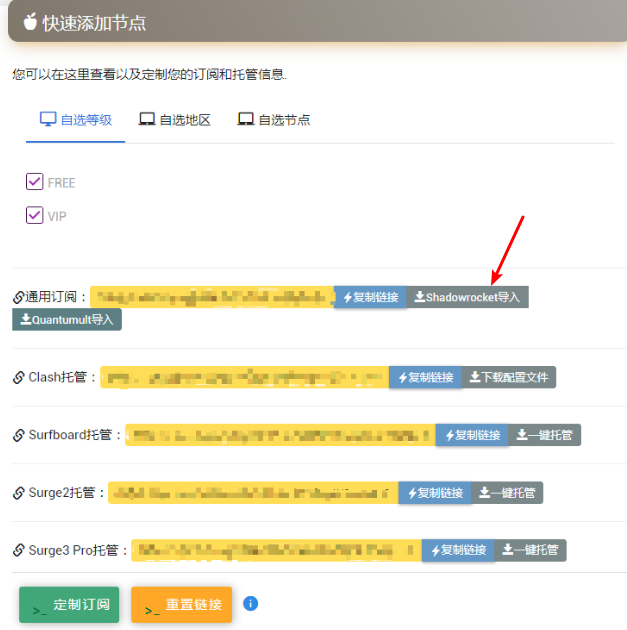 快速添加节点
您可以在这里查看以及定制您的订阅和托管信息.
自选等级 自选地区 自选节点
FREE
VIP
通用订阅： 复制链接 Shadowrocket导入
Quantumult导入
Clash托管： 复制链接 下载配置文件
Surfboard托管： 复制链接 一键托管
Surge2托管： 复制链接 一键托管
Surge3 Pro托管： 复制链接 一键托管
>_ 定制订阅 >_ 重置链接